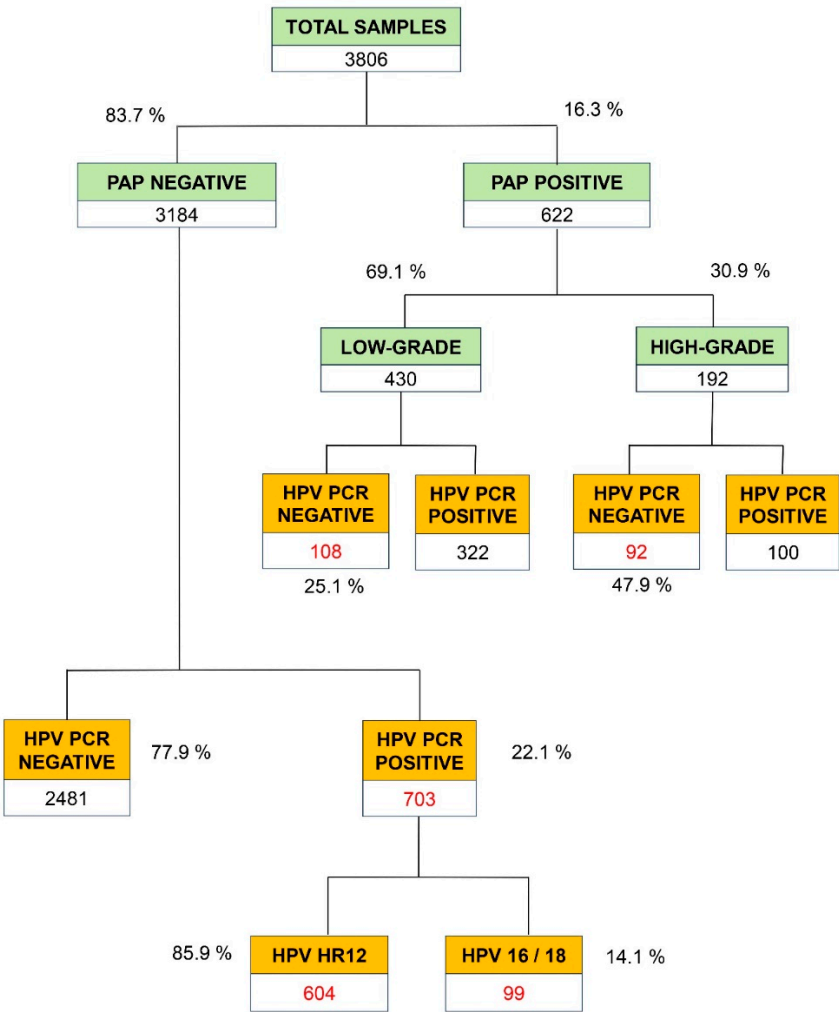 TOTAL SAMPLES
3806
83.7 %
16.3 %
PAP NEGATIVE
3184
PAP POSITIVE
622
69.1 %
30.9 %
LOW-GRADE
430
HIGH-GRADE
192
HPV PCR
NEGATIVE
108
25.1 %
HPV PCR
POSITIVE
322
HPV PCR
NEGATIVE
92
47.9 %
HPV PCR
POSITIVE
100
HPV PCR
NEGATIVE
2481
77.9 %
HPV PCR
POSITIVE
703
22.1 %
85.9 %
HPV HR12
604
HPV 16 / 18
99
14.1 %